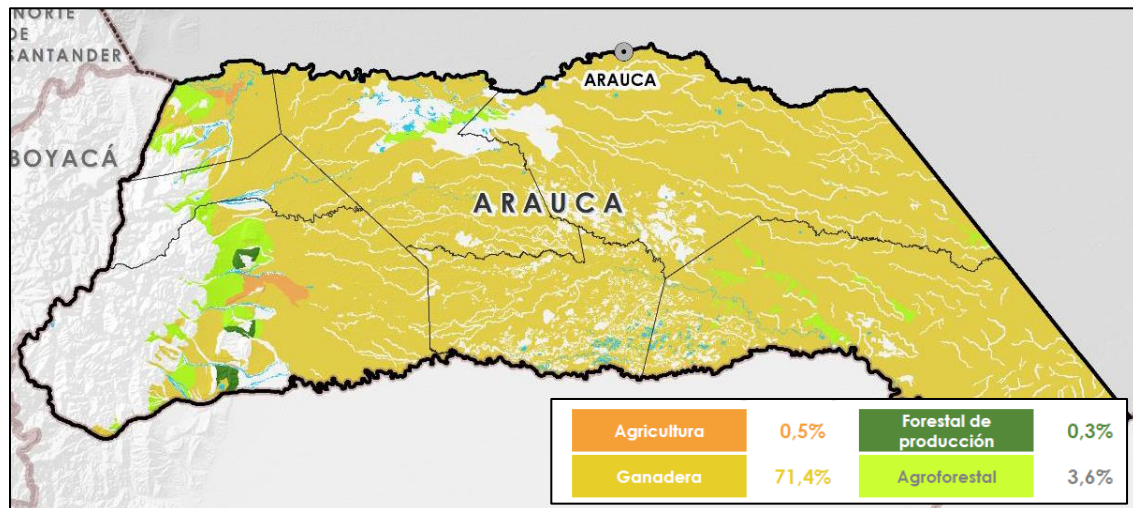 NORTE
DE
SANTANDER
ARAUCA
BOYACÁ
ARAUCA
Agricultura 0,5% Forestal de
producción 0,3%
Ganadera 71,4% Agroforestal 3,6%